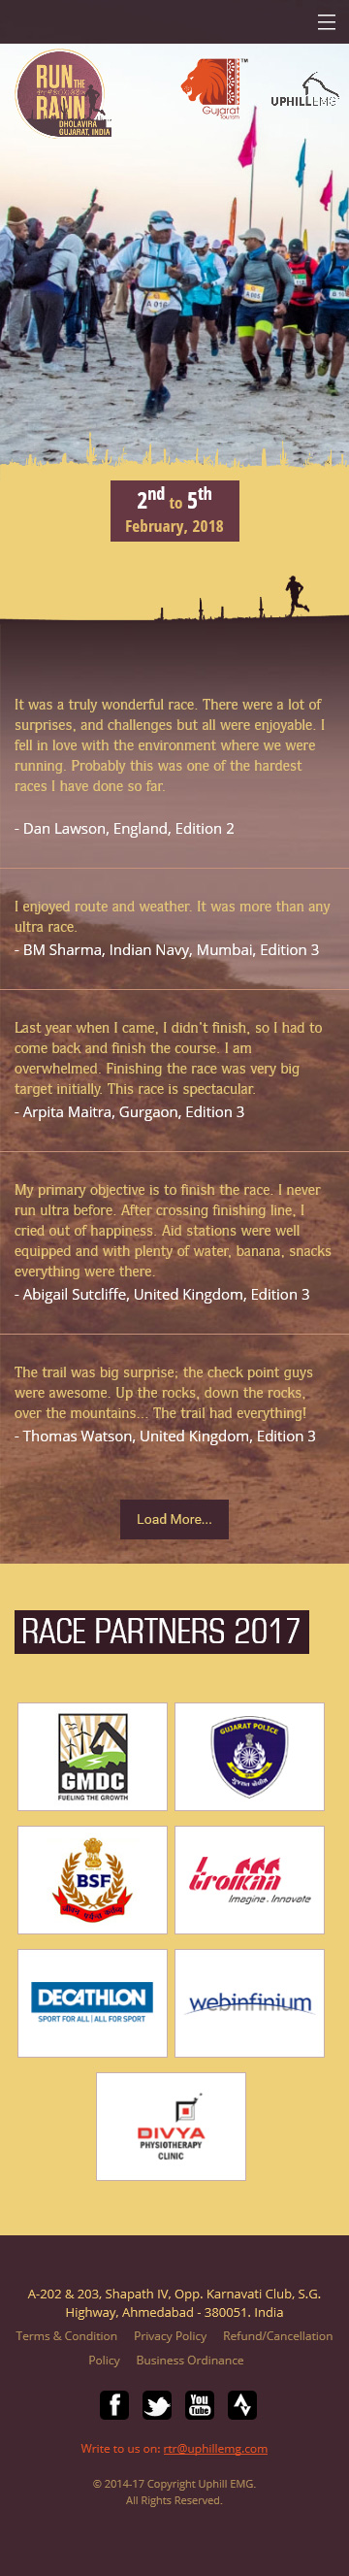 RUN
THE
RANN
DHOLAVIRA
GUJARAT, INDIA
TM
Gujarat
Tourism
UPHILL EMG
A 016
A 005
2nd to 5th
February, 2018
It was a truly wonderful race. There were a lot of
surprises, and challenges but all were enjoyable. I
fell in love with the environment where we were
running. Probably this was one of the hardest
races I have done so far.
- Dan Lawson, England, Edition 2
I enjoyed route and weather. It was more than any
ultra race.
- BM Sharma, Indian Navy, Mumbai, Edition 3
Last year when I came, I didn't finish, so I had to
come back and finish the course. I am
overwhelmed. Finishing the race was very big
target initially. This race is spectacular.
- Arpita Maitra, Gurgaon, Edition 3
My primary objective is to finish the race. I never
run ultra before. After crossing finishing line, I
cried out of happiness. Aid stations were well
equipped and with plenty of water, banana, snacks
everything were there.
- Abigail Sutcliffe, United Kingdom, Edition 3
The trail was big surprise; the check point guys
were awesome. Up the rocks, down the rocks,
over the mountains... The trail had everything!
- Thomas Watson, United Kingdom, Edition 3
Load More...
RACE PARTNERS 2017
GMDC
FUELING THE GROWTH
GUJARAT POLICE
BSF
troikaa
Imagine . Innovate
DECATHLON
SPORT FOR ALL | ALL FOR SPORT
webinfinium
DIVYA
PHYSIOTHERAPY
CLINIC
A-202 & 203, Shapath IV, Opp. Karnavati Club, S.G.
Highway, Ahmedabad - 380051. India
Terms & Condition Privacy Policy Refund/Cancellation
Policy Business Ordinance
f
You
Tube
Write to us on: rtr@uphillemg.com
© 2014-17 Copyright Uphill EMG.
All Rights Reserved.